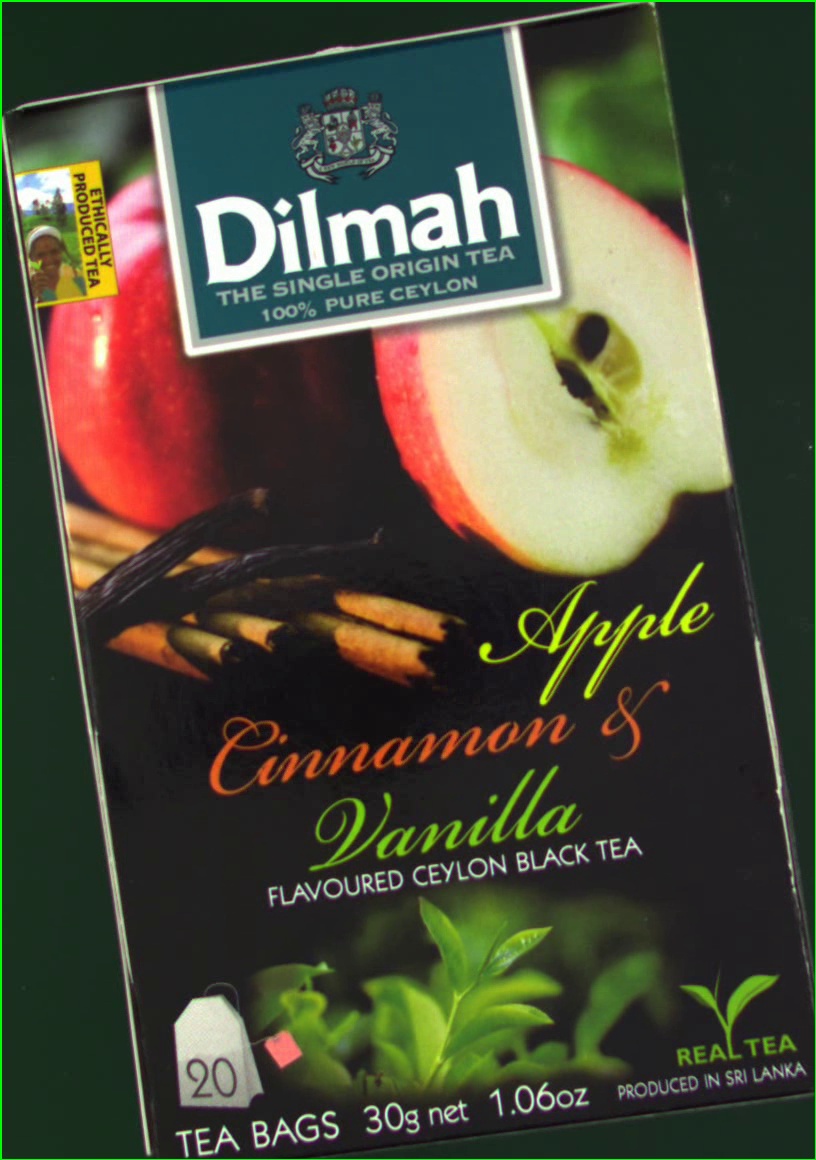 Dilmah
THE SINGLE ORIGIN TEA
100% PURE CEYLON
ETHICALLY
PRODUCED TEA
Apple
Cinnamon &
Vanilla
FLAVOURED CEYLON BLACK TEA
20
TEA BAGS 30g net 1.06oz
REAL TEA
PRODUCED IN SRI LANKA